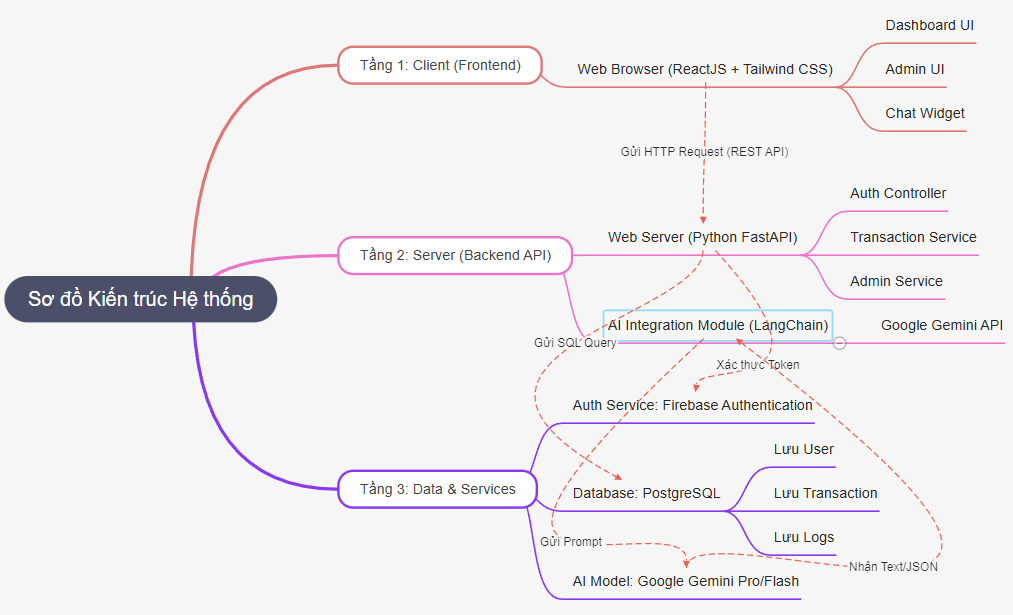 Sơ đồ Kiến trúc Hệ thống
Tầng 1: Client (Frontend)
Web Browser (ReactJS + Tailwind CSS)
Dashboard UI
Admin UI
Chat Widget
Gửi HTTP Request (REST API)
Tầng 2: Server (Backend API)
Web Server (Python FastAPI)
Auth Controller
Transaction Service
Admin Service
AI Integration Module (LangChain)
Google Gemini API
Gửi SQL Query
Xác thực Token
Tầng 3: Data & Services
Auth Service: Firebase Authentication
Database: PostgreSQL
Lưu User
Lưu Transaction
Lưu Logs
Gửi Prompt
Nhận Text/JSON
AI Model: Google Gemini Pro/Flash